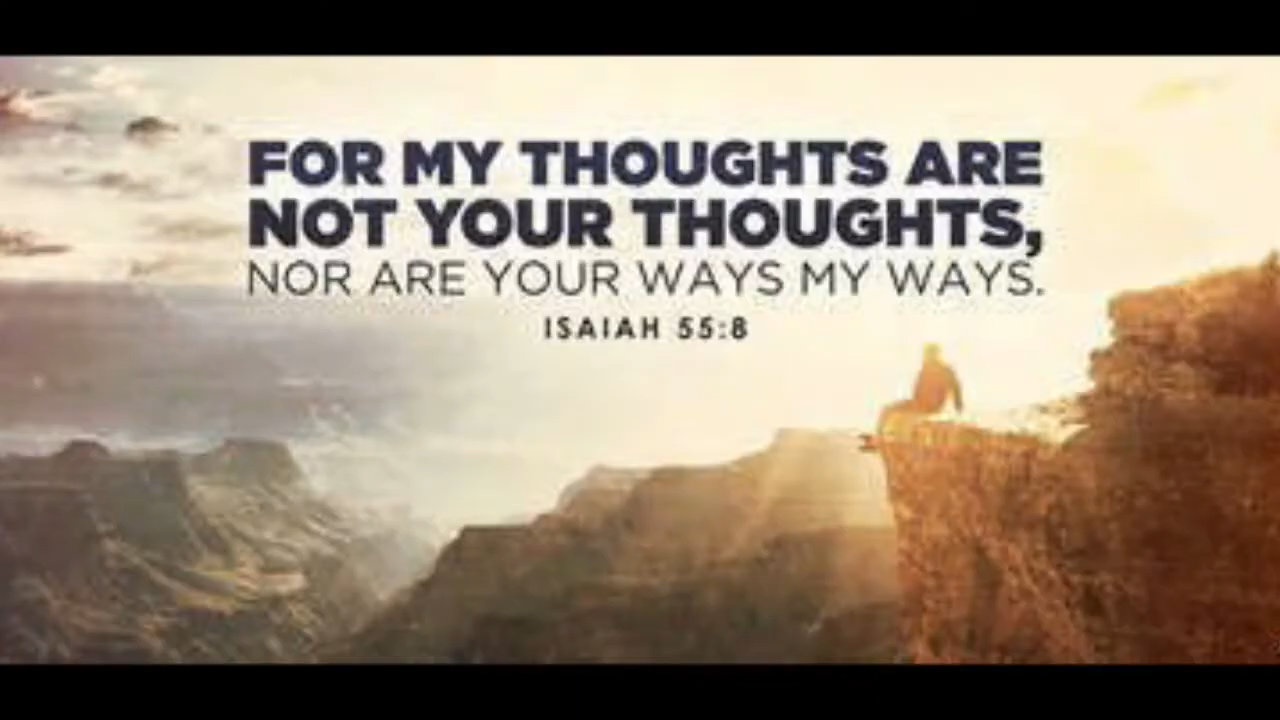 FOR MY THOUGHTS ARE
NOT YOUR THOUGHTS,
NOR ARE YOUR WAYS MY WAYS.
ISAIAH 55:8